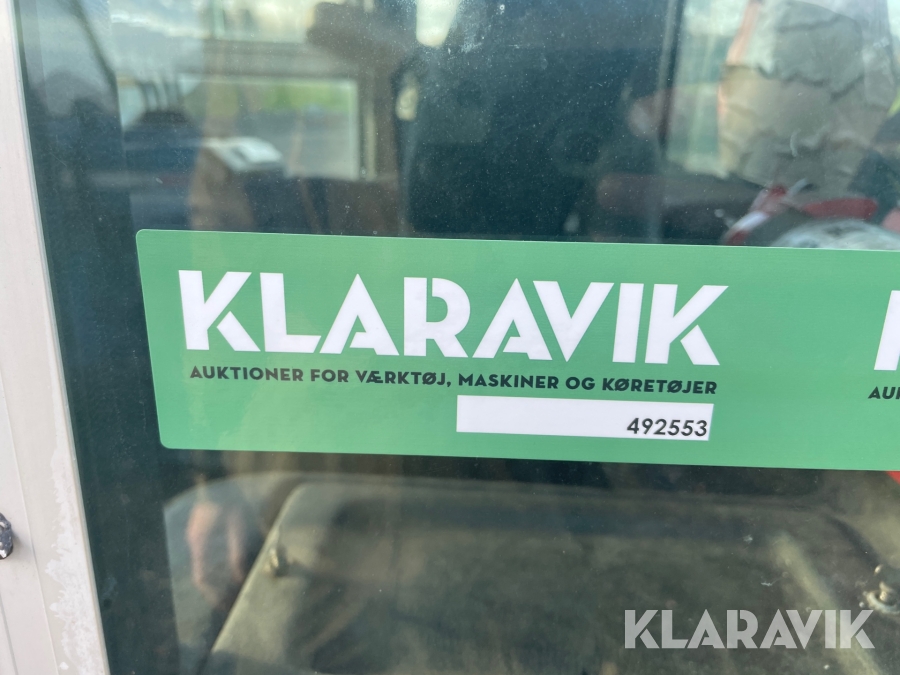 KLARAVIK
AUKTIONER FOR VÆRKTØJ, MASKINER OG KØRETØJER
492553
KLARAVIK